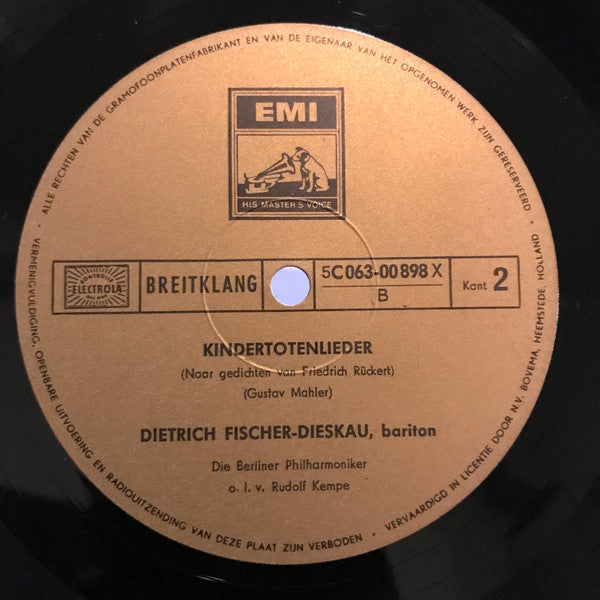 ALLE RECHTEN VAN DE GRAMOFOONPLATENFABRIKANT EN VAN DE EIGENAAR VAN HET OPGENOMEN WERK ZIJN GERESERVEERD •
EMI
HIS MASTER'S VOICE
ELECTROLA
BREITKLANG
5C063-00898 X
B
Kant 2
KINDERTOTENLIEDER
(Naar gedichten van Friedrich Rückert)
(Gustav Mahler)
DIETRICH FISCHER-DIESKAU, bariton
Die Berliner Philharmoniker
o. l. v. Rudolf Kempe
• VERMENIGVULDIGING, OPENBARE UITVOERING EN RADIOUITZENDING VAN DEZE PLAAT ZIJN VERBODEN •
VERVAARDIGD IN LICENTIE DOOR N.V. BOVEMA, HEEMSTEDE, HOLLAND